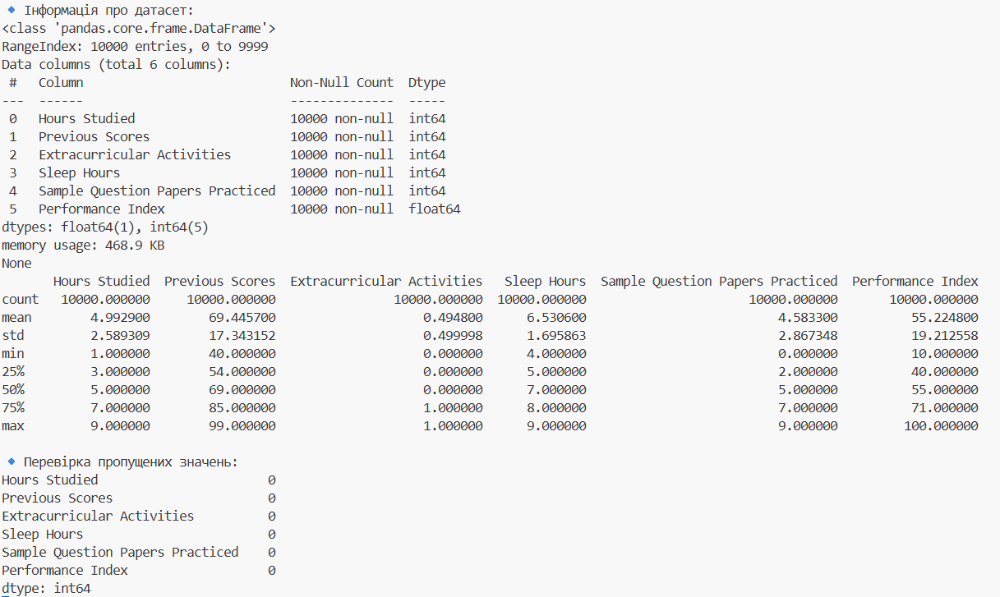 🔹 Інформація про датасет:
<class 'pandas.core.frame.DataFrame'>
RangeIndex: 10000 entries, 0 to 9999
Data columns (total 6 columns):
 #   Column                            Non-Null Count  Dtype
---  ------                            --------------  -----
 0   Hours Studied                     10000 non-null  int64
 1   Previous Scores                   10000 non-null  int64
 2   Extracurricular Activities        10000 non-null  int64
 3   Sleep Hours                       10000 non-null  int64
 4   Sample Question Papers Practiced  10000 non-null  int64
 5   Performance Index                 10000 non-null  float64
dtypes: float64(1), int64(5)
memory usage: 468.9 KB
None
       Hours Studied  Previous Scores  Extracurricular Activities   Sleep Hours  Sample Question Papers Practiced  Performance Index
count   10000.000000     10000.000000                10000.000000  10000.000000                      10000.000000       10000.000000
mean        4.992900        69.445700                    0.494800      6.530600                          4.583300          55.224800
std         2.589309        17.343152                    0.499998      1.695863                          2.867348          19.212558
min         1.000000        40.000000                    0.000000      4.000000                          0.000000          10.000000
25%         3.000000        54.000000                    0.000000      5.000000                          2.000000          40.000000
50%         5.000000        69.000000                    0.000000      7.000000                          5.000000          55.000000
75%         7.000000        85.000000                    1.000000      8.000000                          7.000000          71.000000
max         9.000000        99.000000                    1.000000      9.000000                          9.000000         100.000000
🔹 Перевірка пропущених значень:
Hours Studied                       0
Previous Scores                     0
Extracurricular Activities          0
Sleep Hours                         0
Sample Question Papers Practiced    0
Performance Index                   0
dtype: int64